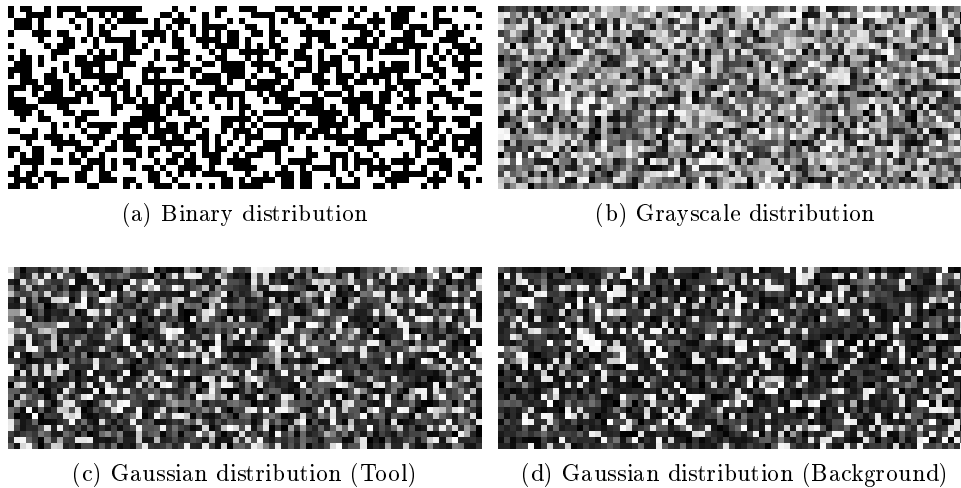 (a) Binary distribution
(b) Grayscale distribution
(c) Gaussian distribution (Tool)
(d) Gaussian distribution (Background)